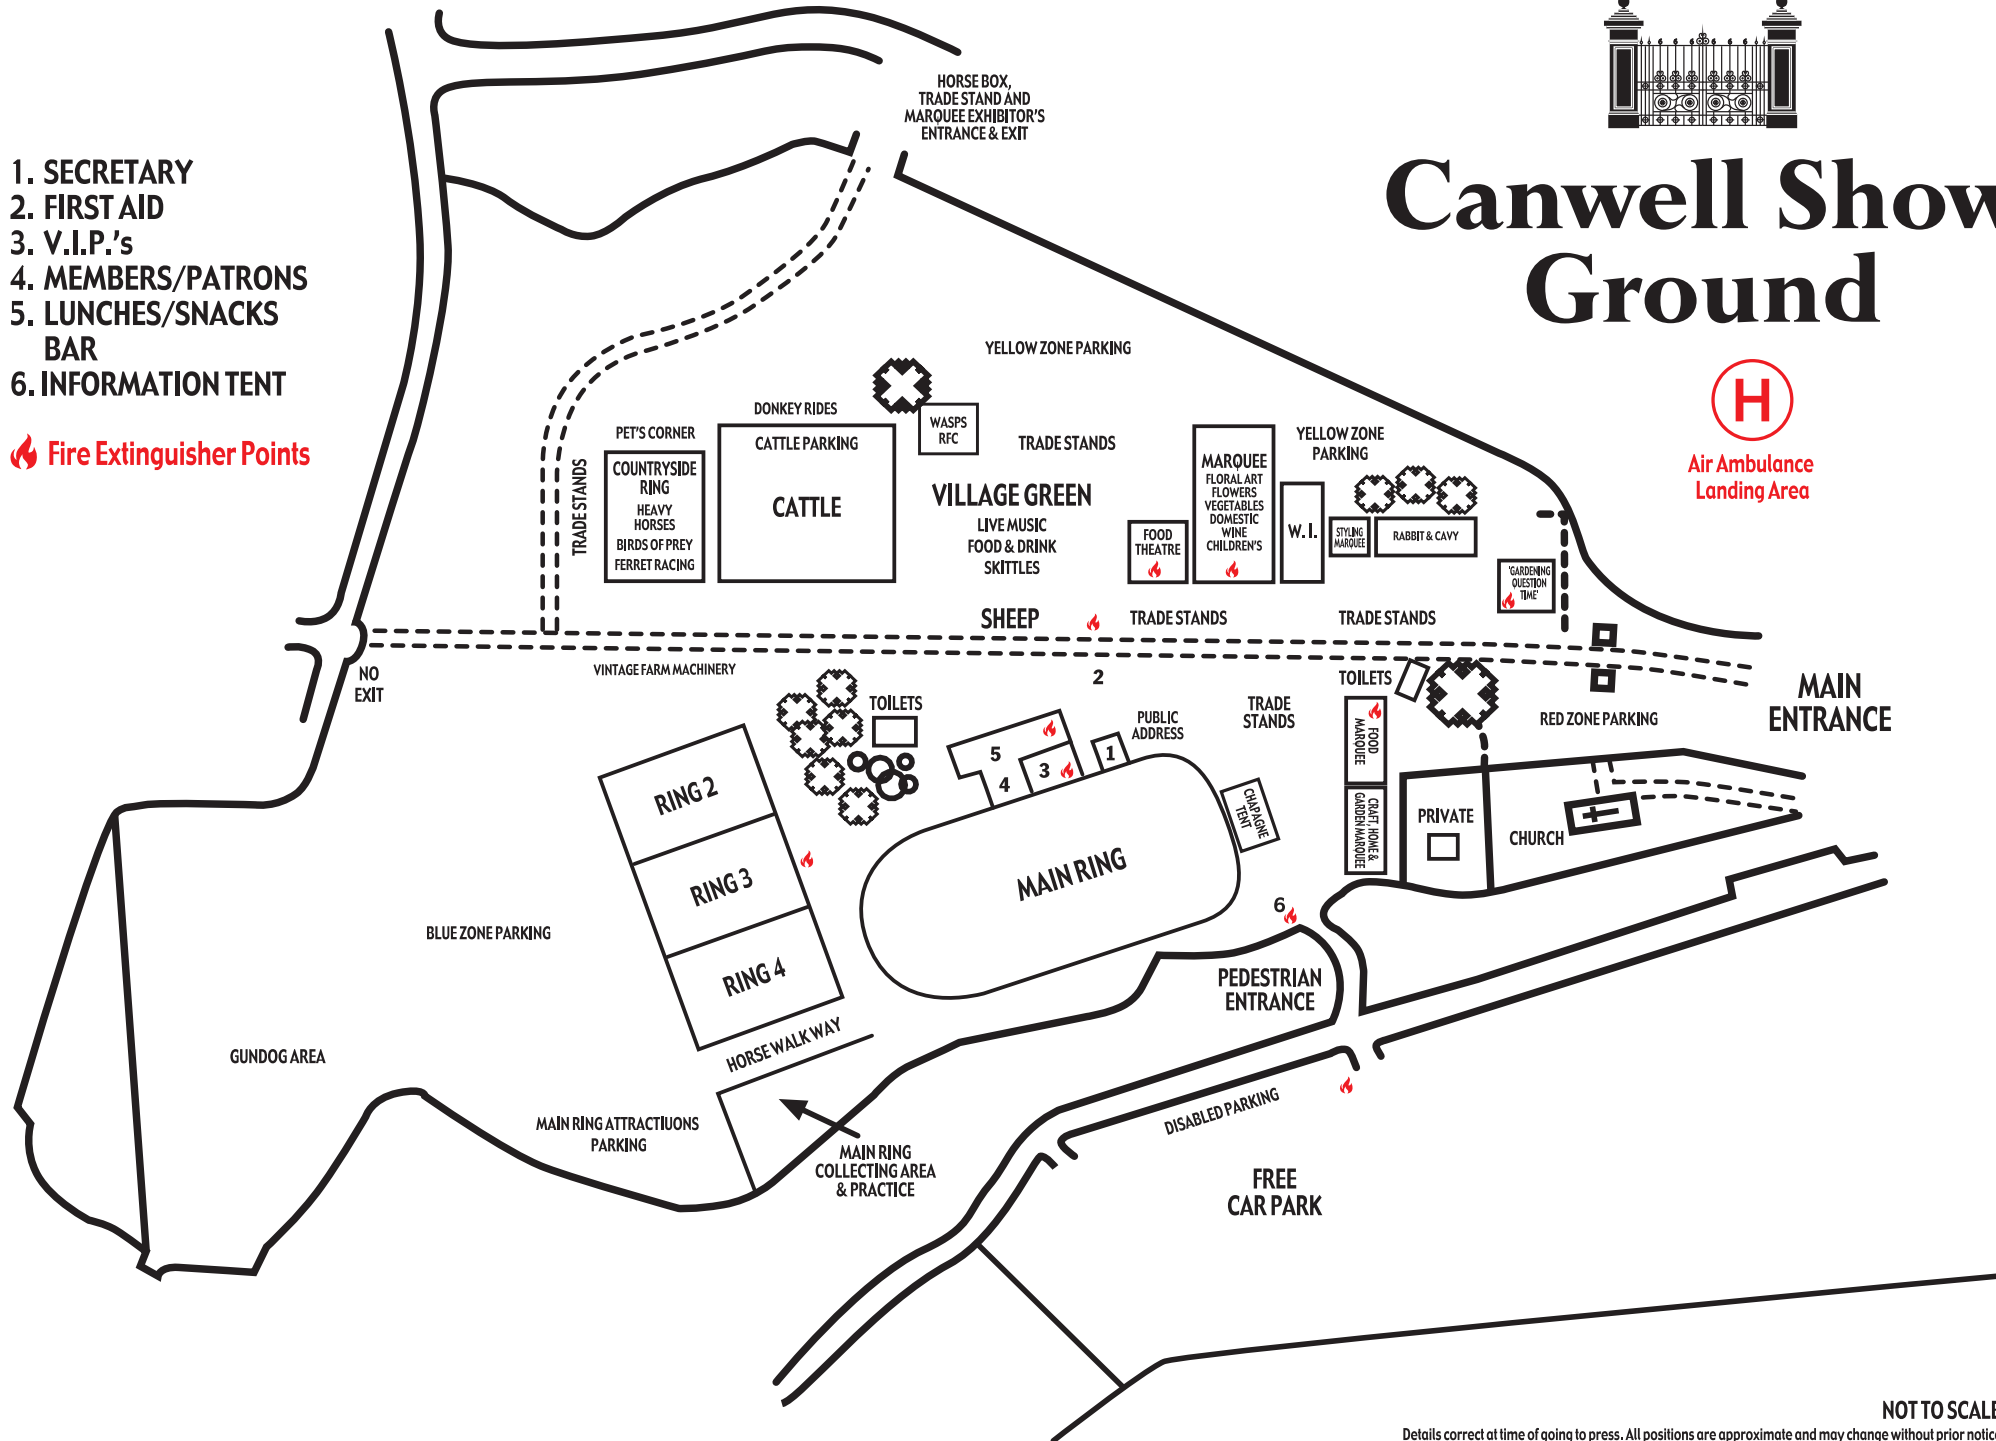 Canwell Show
Ground
1. SECRETARY
2. FIRST AID
3. V.I.P.'s
4. MEMBERS/PATRONS
5. LUNCHES/SNACKS
BAR
6. INFORMATION TENT
Fire Extinguisher Points
HORSE BOX,
TRADE STAND AND
MARQUEE EXHIBITOR'S
ENTRANCE & EXIT
H
Air Ambulance
Landing Area
YELLOW ZONE PARKING
DONKEY RIDES
PET'S CORNER
CATTLE PARKING
CATTLE
WASPS
RFC
TRADE STANDS
TRADE STANDS
COUNTRYSIDE
RING
HEAVY
HORSES
BIRDS OF PREY
FERRET RACING
VILLAGE GREEN
LIVE MUSIC
FOOD & DRINK
SKITTLES
FOOD
THEATRE
MARQUEE
FLORAL ART
FLOWERS
VEGETABLES
DOMESTIC
WINE
CHILDREN'S
YELLOW ZONE
PARKING
W.I.
STYLING
MARQUEE
RABBIT & CAVY
'GARDENING
QUESTION
TIME'
SHEEP
TRADE STANDS
TRADE STANDS
NO
EXIT
VINTAGE FARM MACHINERY
2
TOILETS
TOILETS
MAIN
ENTRANCE
RED ZONE PARKING
PUBLIC
ADDRESS
TRADE
STANDS
FOOD
MARQUEE
CRAFT, HOME &
GARDEN MARQUEE
5
4
3
1
CHAPAGNE
TENT
PRIVATE
CHURCH
RING 2
RING 3
RING 4
MAIN RING
6
BLUE ZONE PARKING
PEDESTRIAN
ENTRANCE
HORSE WALK WAY
GUNDOG AREA
MAIN RING ATTRACTIUONS
PARKING
MAIN RING
COLLECTING AREA
& PRACTICE
DISABLED PARKING
FREE
CAR PARK
NOT TO SCALE
Details correct at time of going to press. All positions are approximate and may change without prior notice